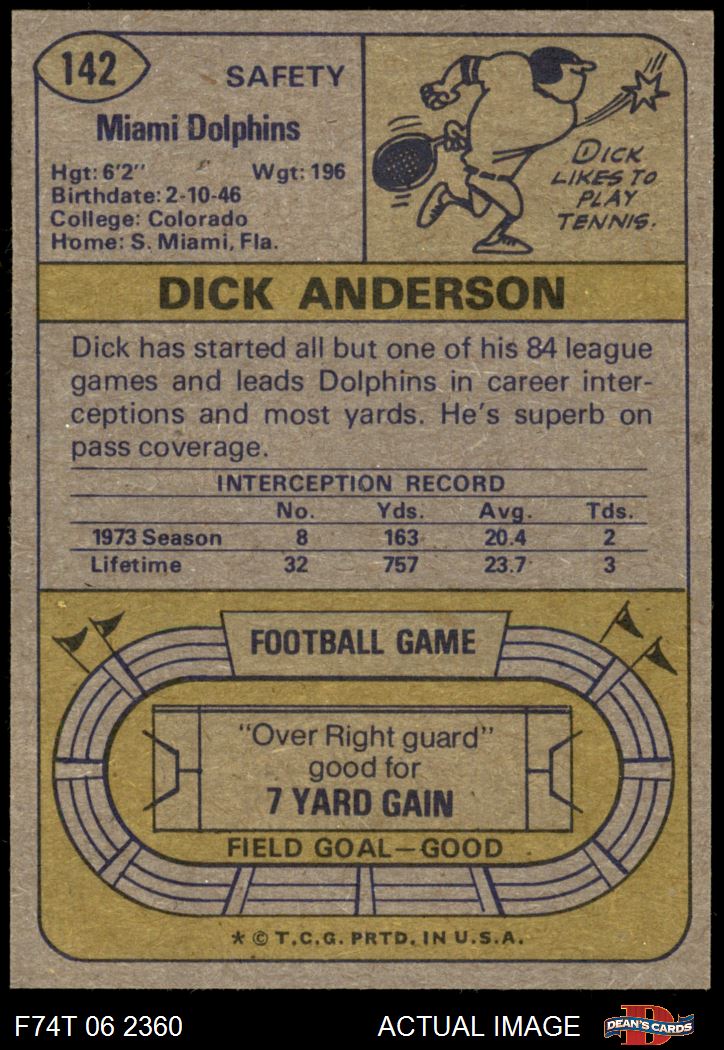 142
SAFETY
Miami Dolphins
Hgt: 6'2" Wgt: 196
Birthdate: 2-10-46
College: Colorado
Home: S. Miami, Fla.
DICK
LIKES TO
PLAY
TENNIS.
DICK ANDERSON
Dick has started all but one of his 84 league
games and leads Dolphins in career inter-
ceptions and most yards. He's superb on
pass coverage.
INTERCEPTION RECORD
No. Yds. Avg. Tds.
1973 Season 8 163 20.4 2
Lifetime 32 757 23.7 3
FOOTBALL GAME
"Over Right guard"
good for
7 YARD GAIN
FIELD GOAL—GOOD
* © T.C.G. PRTD. IN U.S.A.
F74T 06 2360 ACTUAL IMAGE
D
DEAN'S CARDS